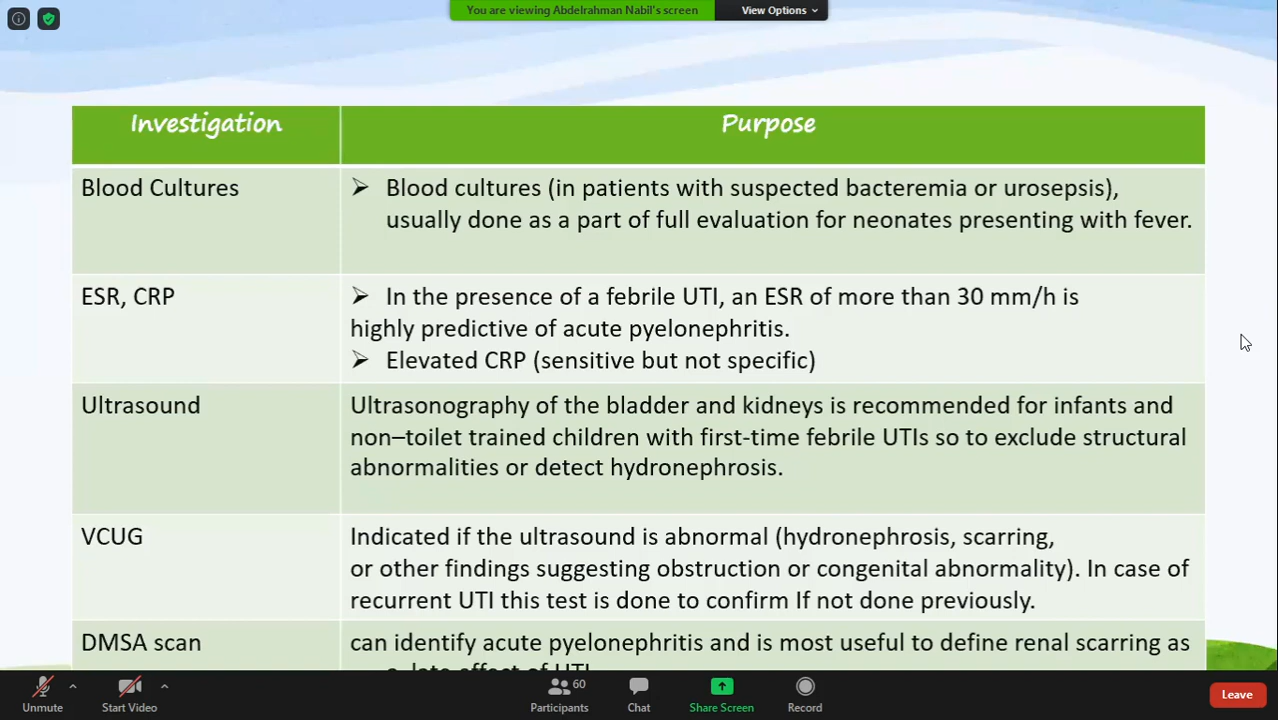 You are viewing Abdelrahman Nabil's screen
View Options
Investigation
Purpose
Blood Cultures
➢ Blood cultures (in patients with suspected bacteremia or urosepsis),
usually done as a part of full evaluation for neonates presenting with fever.
ESR, CRP
➢ In the presence of a febrile UTI, an ESR of more than 30 mm/h is
highly predictive of acute pyelonephritis.
➢ Elevated CRP (sensitive but not specific)
Ultrasound
Ultrasonography of the bladder and kidneys is recommended for infants and
non–toilet trained children with first-time febrile UTIs so to exclude structural
abnormalities or detect hydronephrosis.
VCUG
Indicated if the ultrasound is abnormal (hydronephrosis, scarring,
or other findings suggesting obstruction or congenital abnormality). In case of
recurrent UTI this test is done to confirm If not done previously.
DMSA scan
can identify acute pyelonephritis and is most useful to define renal scarring as
a late effect of UTI
Unmute
Start Video
60
Participants
Chat
Share Screen
Record
Leave